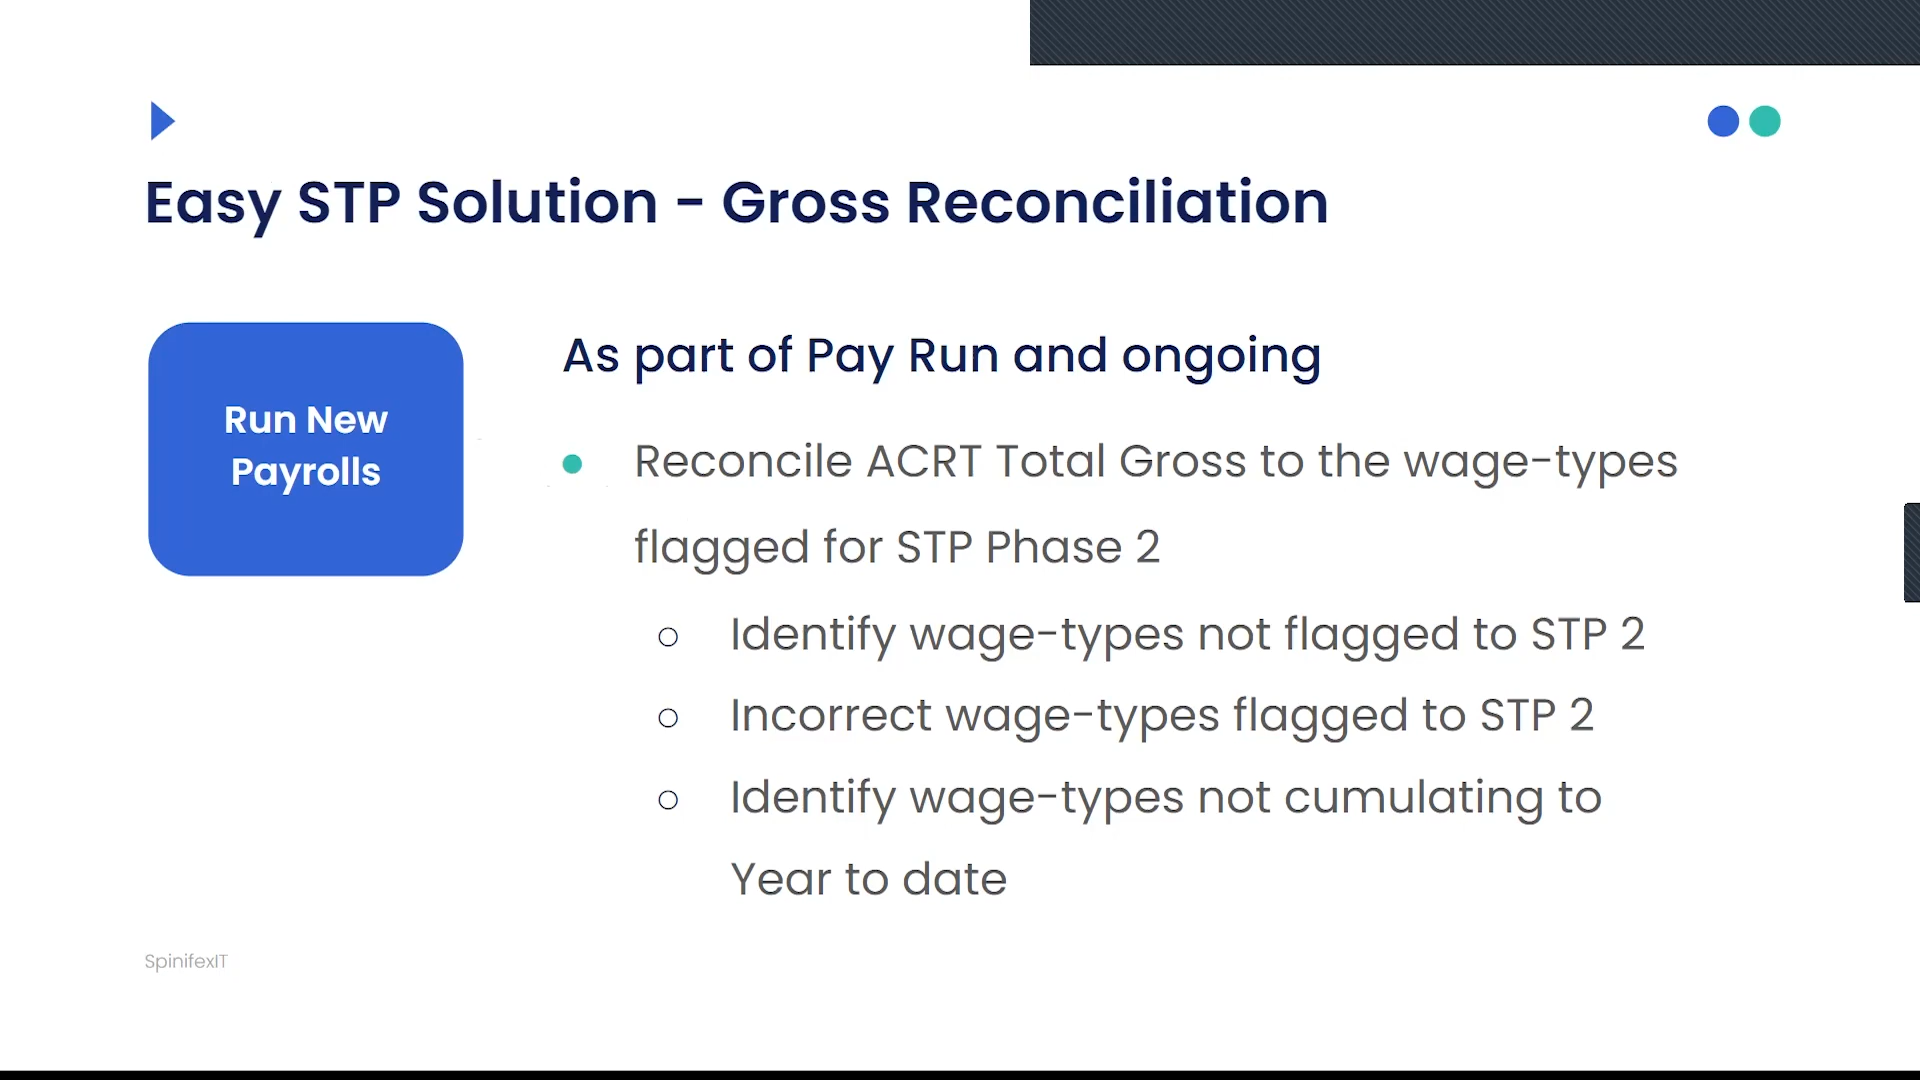 Easy STP Solution - Gross Reconciliation
Run New
Payrolls
As part of Pay Run and ongoing
Reconcile ACRT Total Gross to the wage-types
flagged for STP Phase 2
Identify wage-types not flagged to STP 2
Incorrect wage-types flagged to STP 2
Identify wage-types not cumulating to
Year to date
SpinifexIT